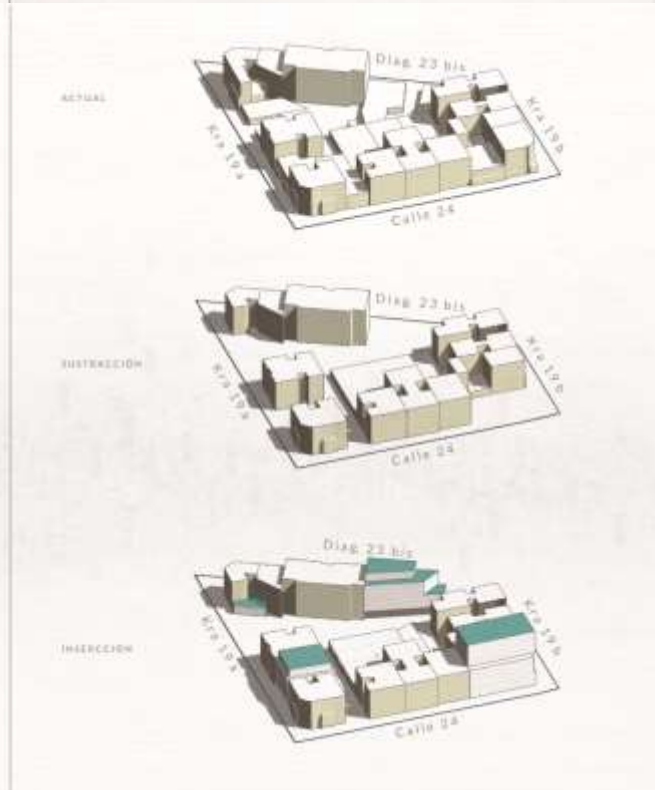 Diag 23 bis
ACTUAL
Kra 19a
Kra 19b
Calle 24
Diag 23 bis
SUSTRACCIÓN
Kra 19a
Kra 19b
Calle 24
Diag 23 bis
INSERCCIÓN
Kra 19a
Kra 19b
Calle 24